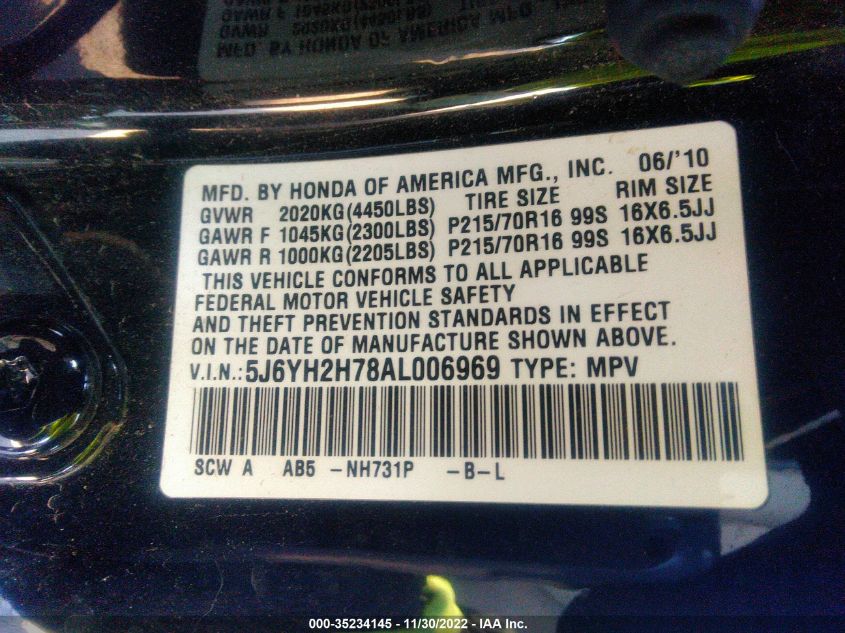 MFD. BY HONDA OF AMERICA MFG., INC. 06/'10
GVWR 2020KG(4450LBS) TIRE SIZE RIM SIZE
GAWR F 1045KG(2300LBS) P215/70R16 99S 16X6.5JJ
GAWR R 1000KG(2205LBS) P215/70R16 99S 16X6.5JJ
THIS VEHICLE CONFORMS TO ALL APPLICABLE
FEDERAL MOTOR VEHICLE SAFETY
AND THEFT PREVENTION STANDARDS IN EFFECT
ON THE DATE OF MANUFACTURE SHOWN ABOVE.
V.I.N.: 5J6YH2H78AL006969 TYPE: MPV
SCW A AB5 -NH731P -B-L
000-35234145 - 11/30/2022 - IAA Inc.